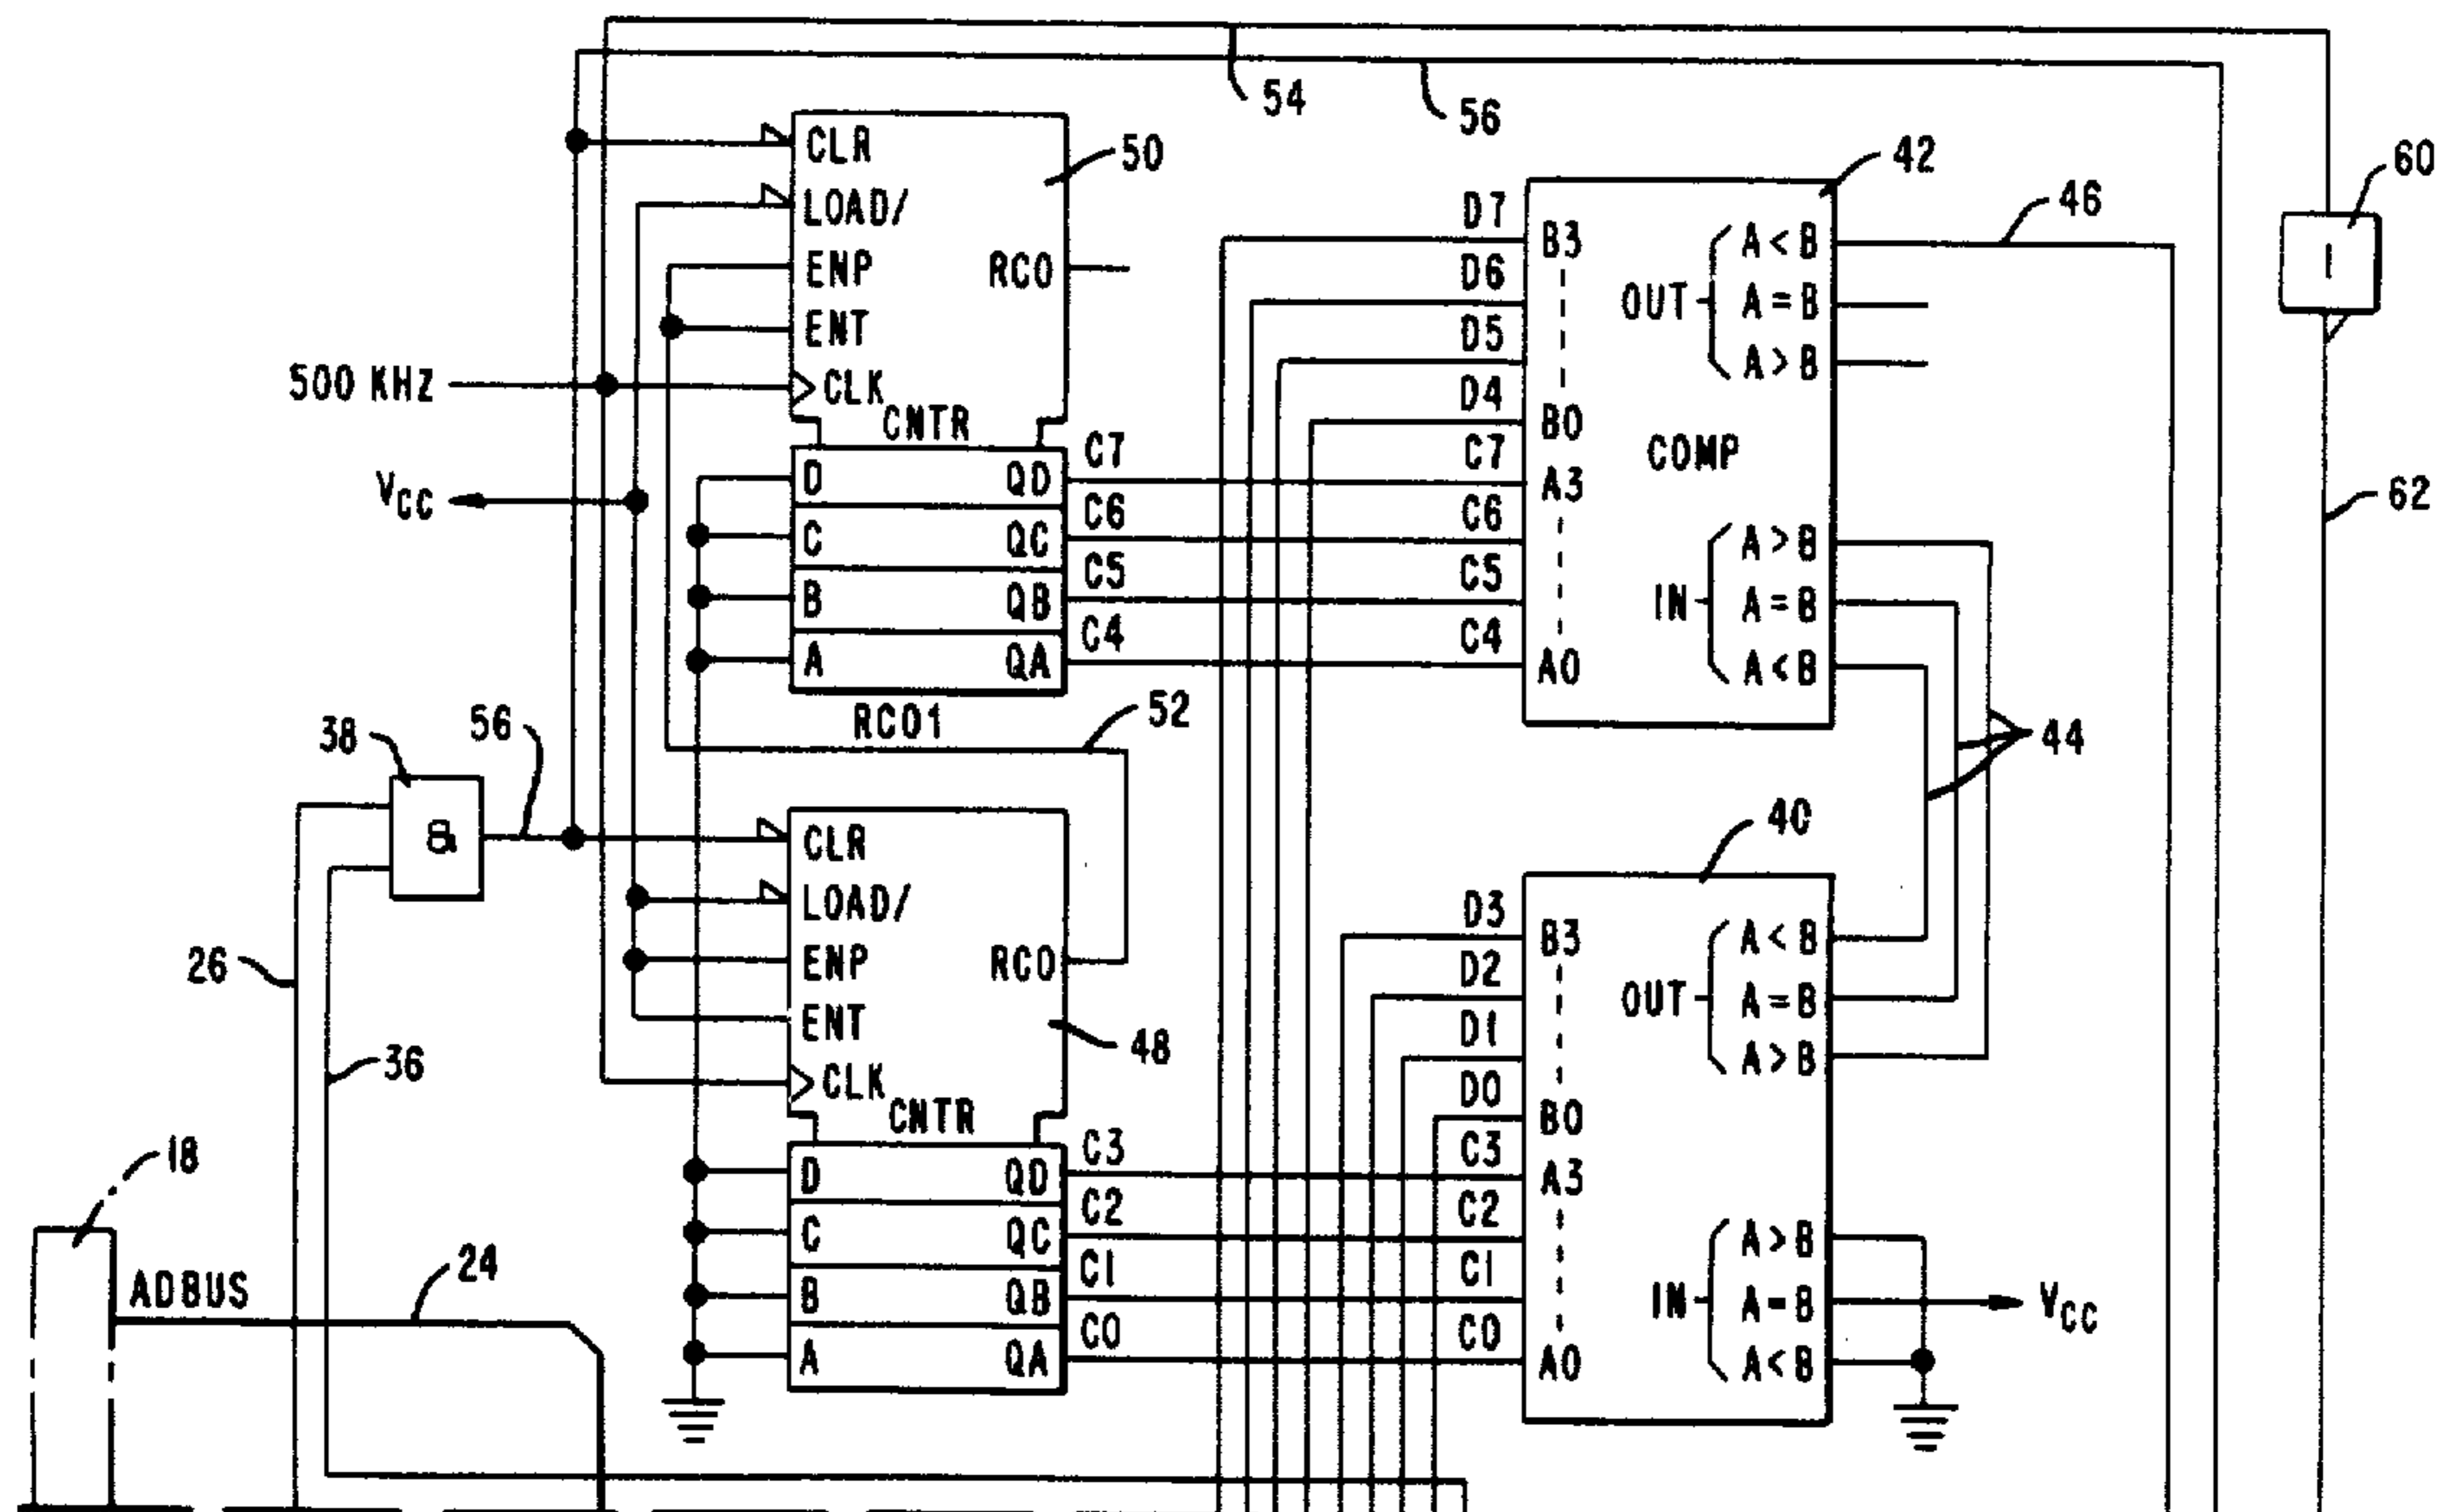 54
56
CLR
LOAD/
ENP
ENT
CLK
RCO
CNTR
50
500 KHZ
VCC
D QD C7
C QC C6
B QB C5
A QA C4
RCO1
52
D7
D6
D5
D4
C7
C6
C5
C4
B3
B0
A3
A0
42
OUT
A < B
A = B
A > B
COMP
IN
A > B
A = B
A < B
46
60
I
62
44
38
&
56
26
36
CLR
LOAD/
ENP
ENT
CLK
RCO
CNTR
48
D QD C3
C QC C2
B QB C1
A QA C0
40
D3
D2
D1
D0
C3
C2
C1
C0
B3
B0
A3
A0
OUT
A < B
A = B
A > B
IN
A > B
A = B
A < B
VCC
18
ADBUS
24